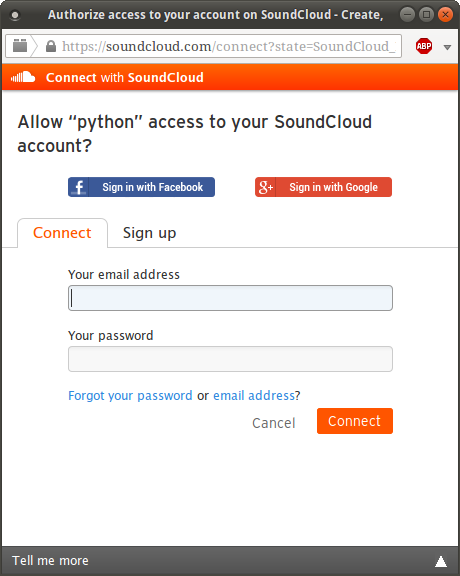 Authorize access to your account on SoundCloud - Create,
https://soundcloud.com/connect?state=SoundCloud_
ABP
Connect with SoundCloud
Allow “python” access to your SoundCloud
account?
f Sign in with Facebook
g+ Sign in with Google
Connect
Sign up
Your email address
Your password
Forgot your password or email address?
Cancel
Connect
Tell me more